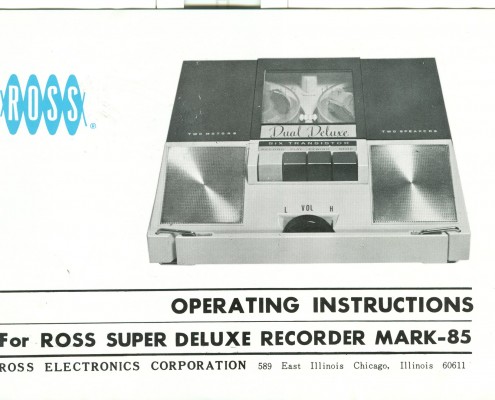 ROSS
®
TWO MOTORS
Dual Deluxe
TWO SPEAKERS
SIX TRANSISTOR
L VOL H
OPERATING INSTRUCTIONS
For ROSS SUPER DELUXE RECORDER MARK-85
ROSS ELECTRONICS CORPORATION 589 East Illinois Chicago, Illinois 60611